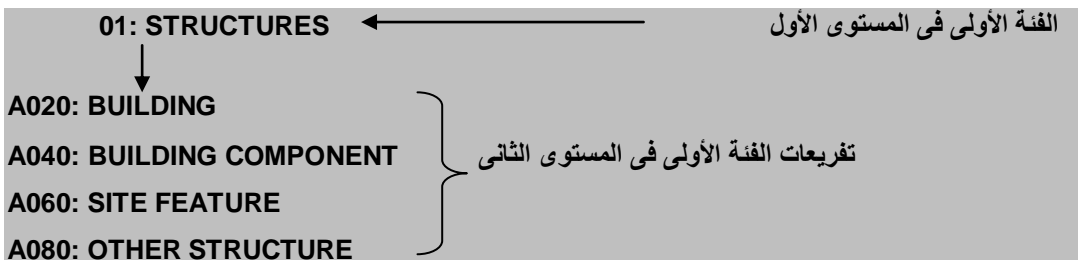 01: STRUCTURES الفئة الأولى فى المستوى الأول
A020: BUILDING
A040: BUILDING COMPONENT تفريعات الفئة الأولى فى المستوى الثانى
A060: SITE FEATURE
A080: OTHER STRUCTURE